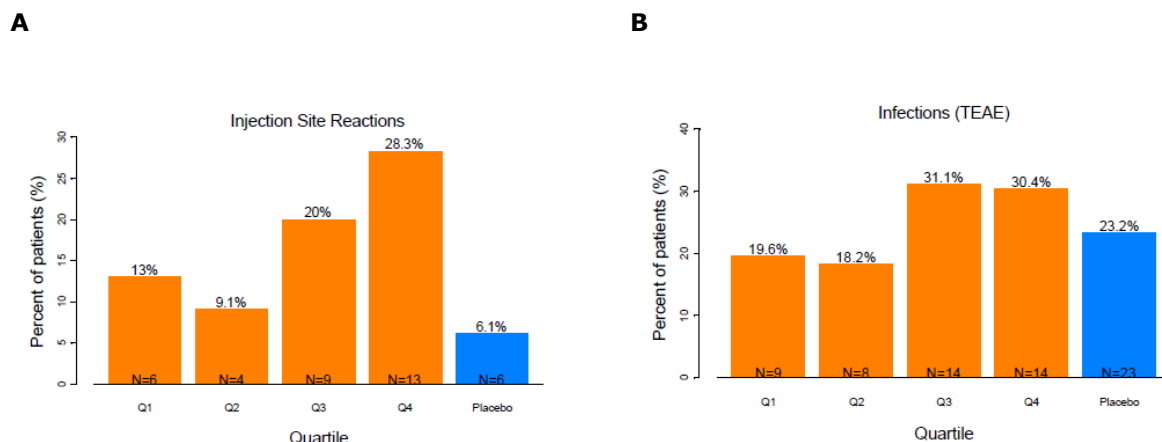 A
Injection Site Reactions
Percent of patients (%)
30
25
20
15
10
5
0
13%
9.1%
20%
28.3%
6.1%
N=6
N=4
N=9
N=13
N=6
Q1
Q2
Q3
Q4
Placebo
Quartile
B
Infections (TEAE)
Percent of patients (%)
40
30
20
10
0
19.6%
18.2%
31.1%
30.4%
23.2%
N=9
N=8
N=14
N=14
N=23
Q1
Q2
Q3
Q4
Placebo
Quartile